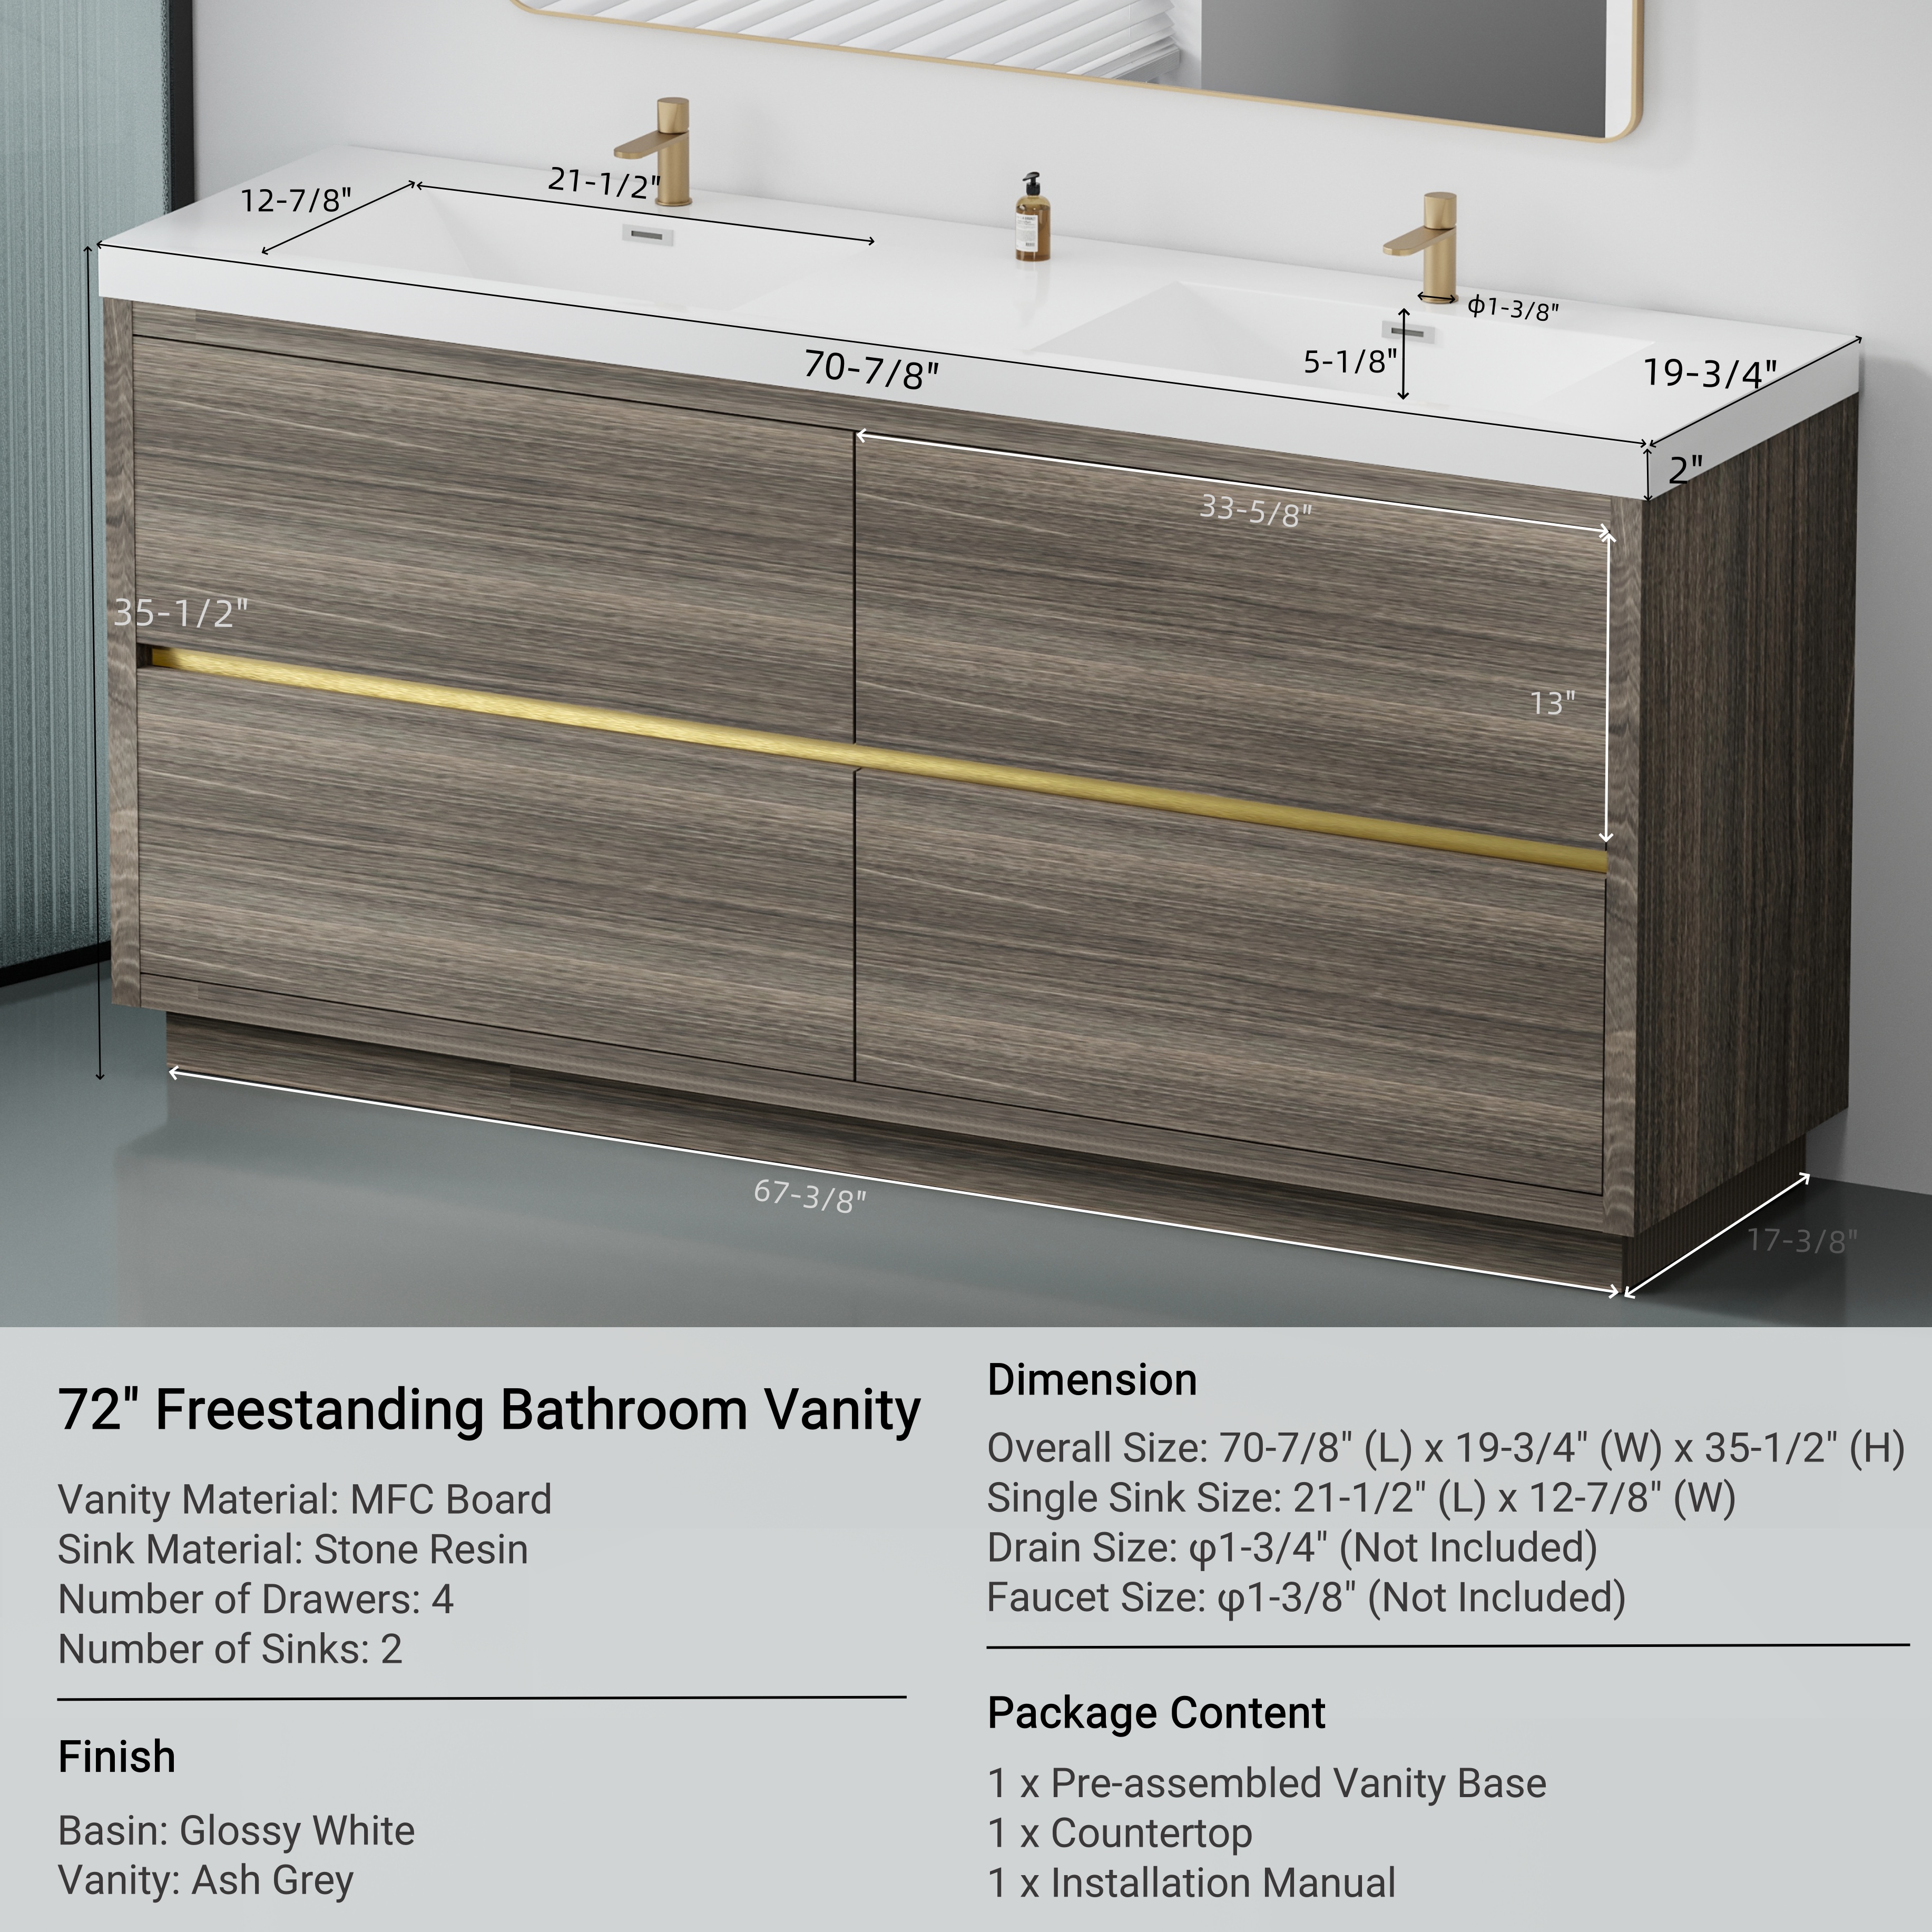 21-1/2"
12-7/8"
φ1-3/8"
5-1/8"
70-7/8"
19-3/4"
2"
33-5/8"
35-1/2"
13"
67-3/8"
17-3/8"
72" Freestanding Bathroom Vanity
Vanity Material: MFC Board
Sink Material: Stone Resin
Number of Drawers: 4
Number of Sinks: 2
Finish
Basin: Glossy White
Vanity: Ash Grey
Dimension
Overall Size: 70-7/8" (L) x 19-3/4" (W) x 35-1/2" (H)
Single Sink Size: 21-1/2" (L) x 12-7/8" (W)
Drain Size: φ1-3/4" (Not Included)
Faucet Size: φ1-3/8" (Not Included)
Package Content
1 x Pre-assembled Vanity Base
1 x Countertop
1 x Installation Manual